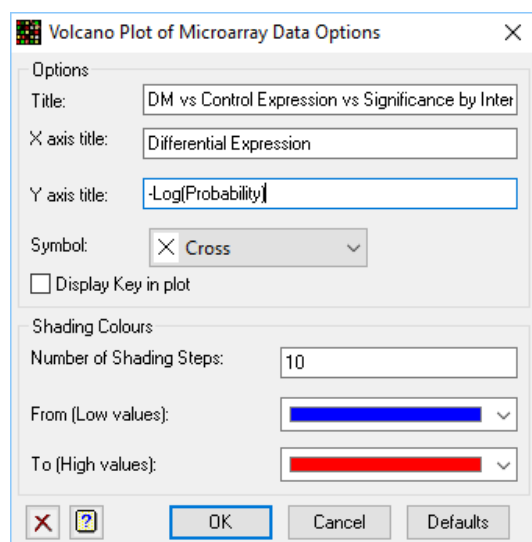 Volcano Plot of Microarray Data Options
Options
Title: DM vs Control Expression vs Significance by Inter
X axis title: Differential Expression
Y axis title: -Log(Probability)
Symbol: Cross
Display Key in plot
Shading Colours
Number of Shading Steps: 10
From (Low values):
To (High values):
? OK Cancel Defaults